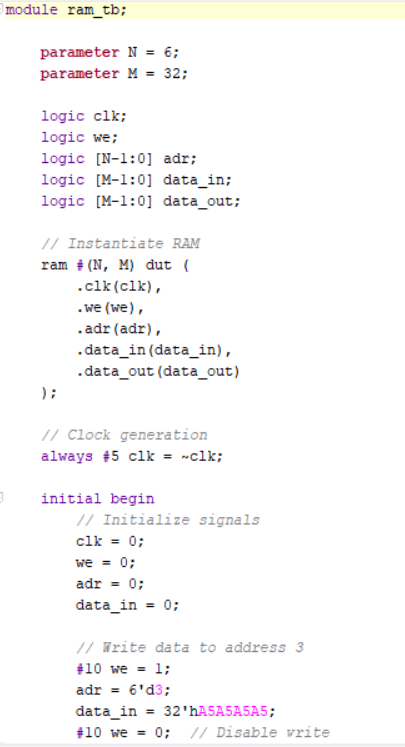 module ram_tb;
parameter N = 6;
parameter M = 32;
logic clk;
logic we;
logic [N-1:0] adr;
logic [M-1:0] data_in;
logic [M-1:0] data_out;
// Instantiate RAM
ram #(N, M) dut (
.clk(clk),
.we(we),
.adr(adr),
.data_in(data_in),
.data_out(data_out)
);
// Clock generation
always #5 clk = ~clk;
initial begin
// Initialize signals
clk = 0;
we = 0;
adr = 0;
data_in = 0;
// Write data to address 3
#10 we = 1;
adr = 6'd3;
data_in = 32'hA5A5A5A5;
#10 we = 0;  // Disable write